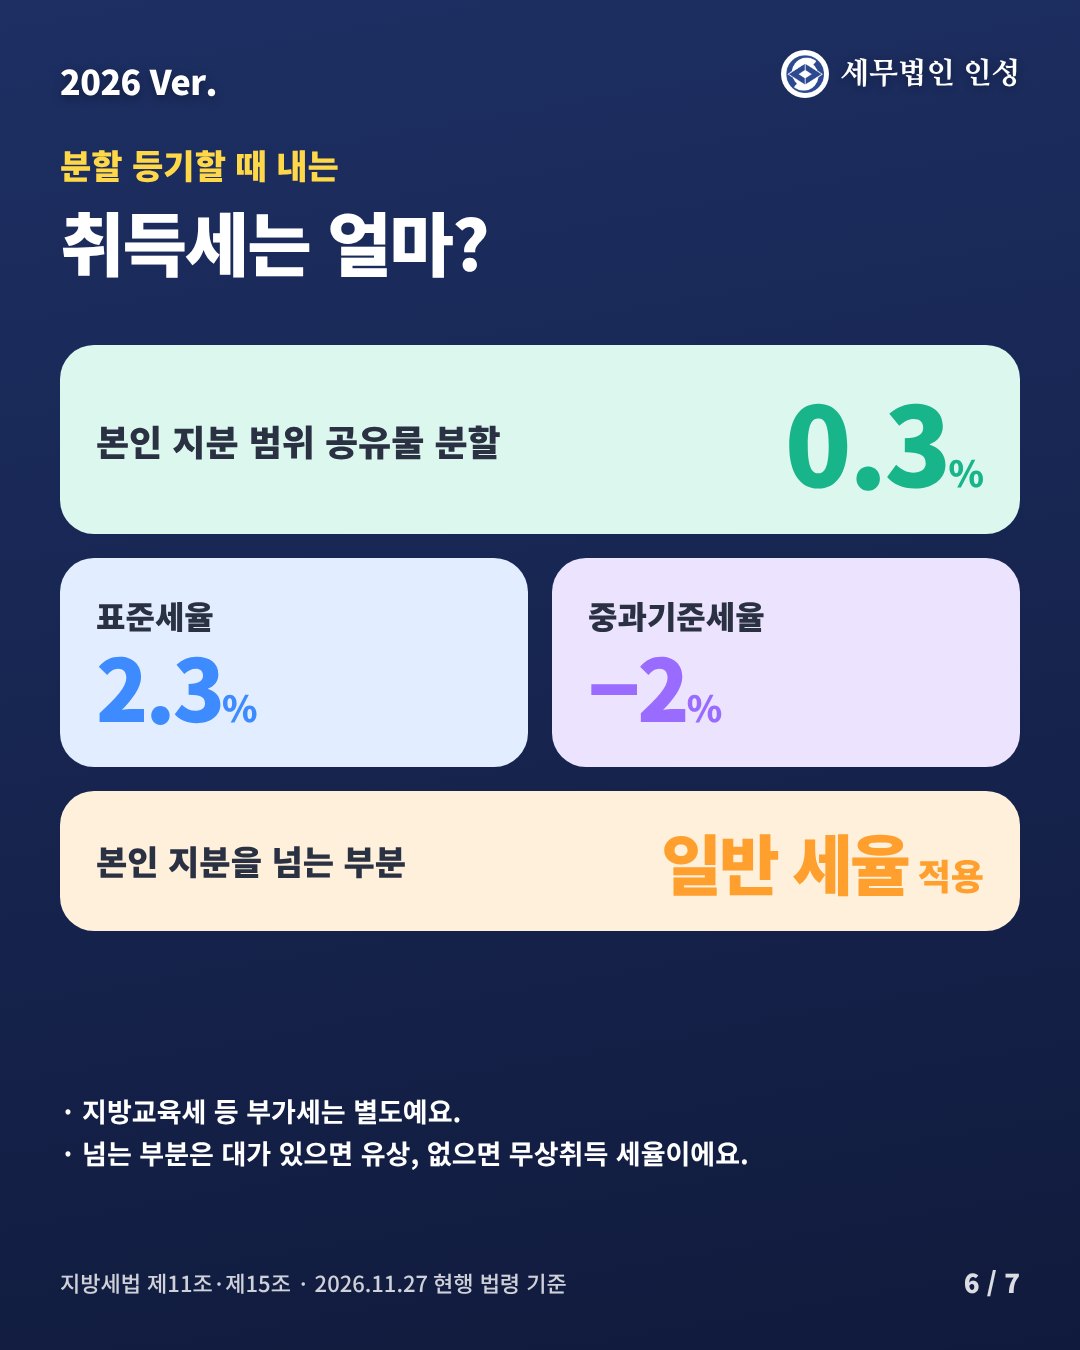 2026 Ver.
세무법인 인성
분할 등기할 때 내는
취득세는 얼마?
본인 지분 범위 공유물 분할
0.3%
표준세율
2.3%
중과기준세율
−2%
본인 지분을 넘는 부분
일반 세율 적용
· 지방교육세 등 부가세는 별도예요.
· 넘는 부분은 대가 있으면 유상, 없으면 무상취득 세율이에요.
지방세법 제11조·제15조 · 2026.11.27 현행 법령 기준
6 / 7